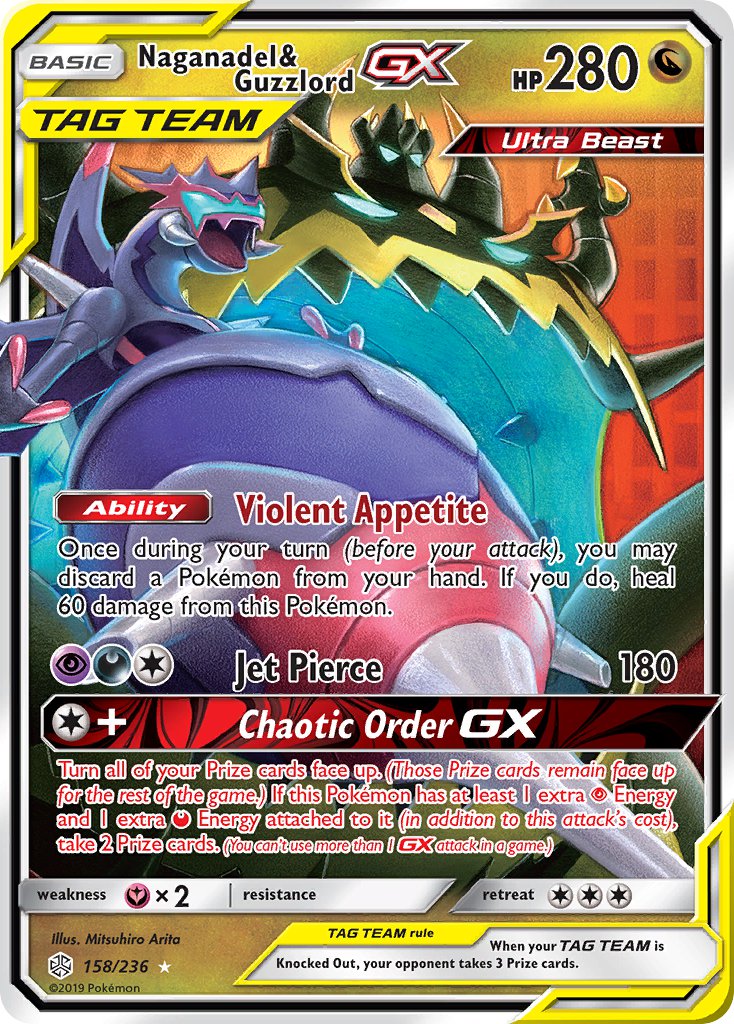 BASIC
Naganadel&
Guzzlord GX
HP 280
TAG TEAM
Ultra Beast
Ability Violent Appetite
Once during your turn (before your attack), you may
discard a Pokémon from your hand. If you do, heal
60 damage from this Pokémon.
Jet Pierce 180
+ Chaotic Order GX
Turn all of your Prize cards face up. (Those Prize cards remain face up
for the rest of the game.) If this Pokémon has at least 1 extra Energy
and 1 extra Energy attached to it (in addition to this attack's cost),
take 2 Prize cards. (You can't use more than 1 GX attack in a game.)
weakness × 2 resistance retreat
Illus. Mitsuhiro Arita
158/236
©2019 Pokémon
TAG TEAM rule
When your TAG TEAM is
Knocked Out, your opponent takes 3 Prize cards.